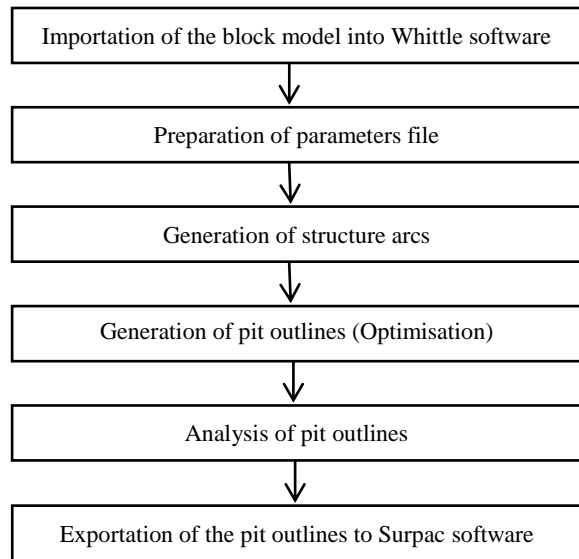 Importation of the block model into Whittle software
Preparation of parameters file
Generation of structure arcs
Generation of pit outlines (Optimisation)
Analysis of pit outlines
Exportation of the pit outlines to Surpac software